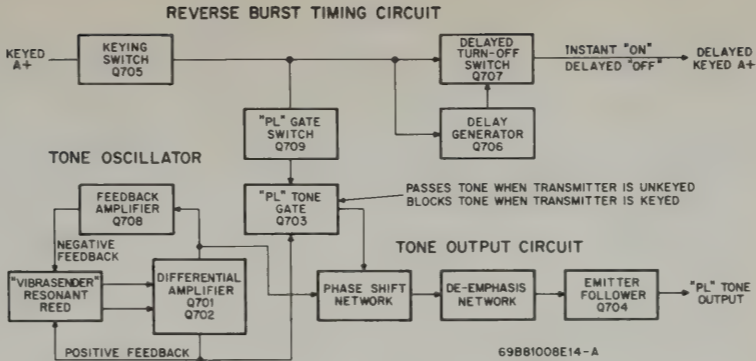 REVERSE BURST TIMING CIRCUIT
KEYED
A+
KEYING
SWITCH
Q705
DELAYED
TURN-OFF
SWITCH
Q707
INSTANT "ON"
DELAYED "OFF"
DELAYED
KEYED A+
"PL" GATE
SWITCH
Q709
DELAY
GENERATOR
Q706
TONE OSCILLATOR
FEEDBACK
AMPLIFIER
Q708
"PL" TONE
GATE
Q703
PASSES TONE WHEN TRANSMITTER IS UNKEYED
BLOCKS TONE WHEN TRANSMITTER IS KEYED
NEGATIVE
FEEDBACK
TONE OUTPUT CIRCUIT
"VIBRASENDER"
RESONANT
REED
DIFFERENTIAL
AMPLIFIER
Q701
Q702
PHASE SHIFT
NETWORK
DE-EMPHASIS
NETWORK
EMITTER
FOLLOWER
Q704
"PL" TONE
OUTPUT
POSITIVE FEEDBACK
69B81008E14-A